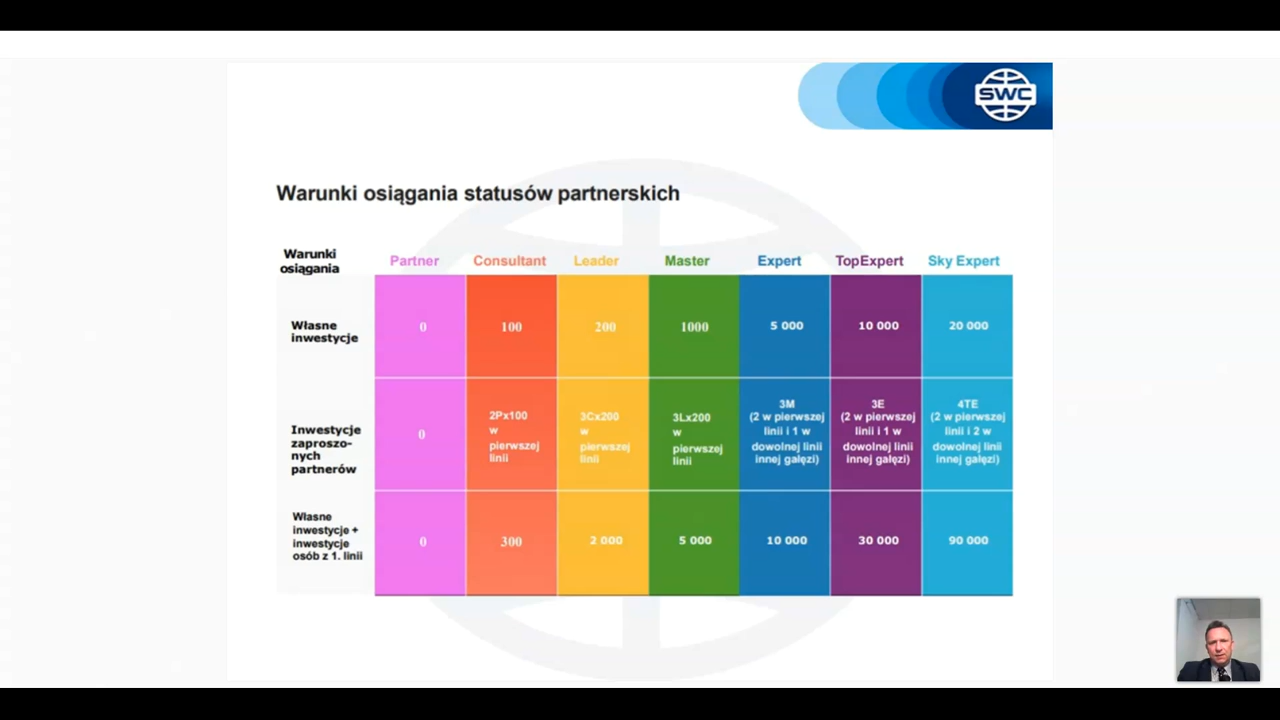 SWC
Warunki osiągania statusów partnerskich
Warunki
osiągania
Partner
Consultant
Leader
Master
Expert
TopExpert
Sky Expert
Własne
inwestycje
0
100
200
1000
5 000
10 000
20 000
Inwestycje
zaproszo-
nych
partnerów
0
2Px100
w
pierwszej
linii
3Cx200
w
pierwszej
linii
3Lx200
w
pierwszej
linii
3M
(2 w pierwszej
linii i 1 w
dowolnej linii
innej gałęzi)
3E
(2 w pierwszej
linii i 1 w
dowolnej linii
innej gałęzi)
4TE
(2 w pierwszej
linii i 2 w
dowolnej linii
innej gałęzi)
Własne
inwestycje +
inwestycje
osób z 1. linii
0
300
2 000
5 000
10 000
30 000
90 000